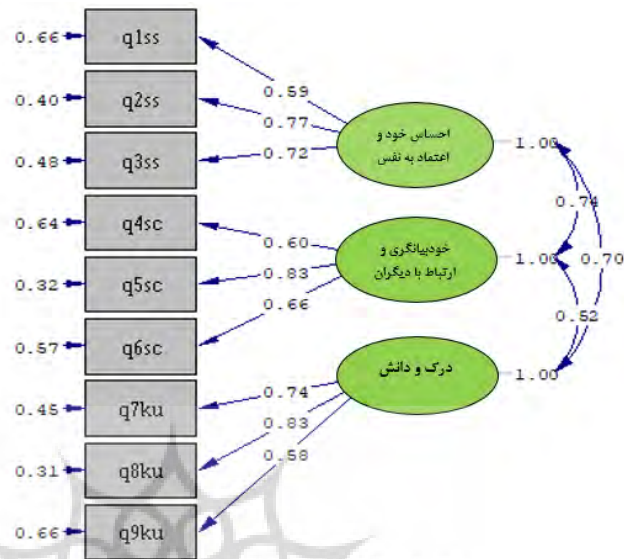 0.66 q1ss
0.59
0.40 q2ss
0.77
احساس خود و
اعتماد به نفس
1.00
0.48 q3ss
0.72
0.74
0.64 q4sc
0.60
خودبیانگری و
ارتباط با دیگران
1.00
0.70
0.32 q5sc
0.83
0.66
0.52
0.57 q6sc
درک و دانش
1.00
0.45 q7ku
0.74
0.83
0.31 q8ku
0.58
0.66 q9ku